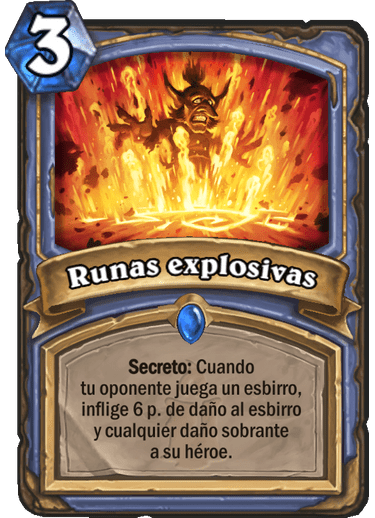 3
Runas explosivas
Secreto: Cuando
tu oponente juega un esbirro,
inflige 6 p. de daño al esbirro
y cualquier daño sobrante
a su héroe.